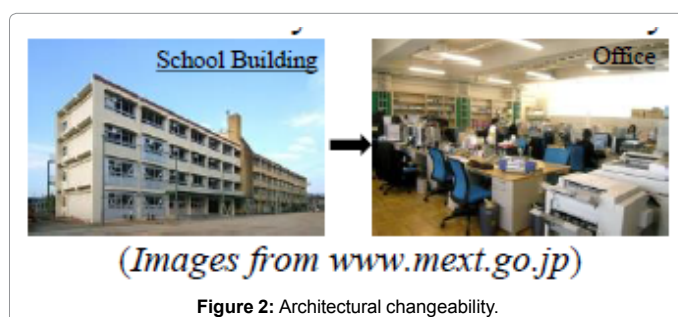 School Building
Office
(Images from www.mext.go.jp)
Figure 2: Architectural changeability.